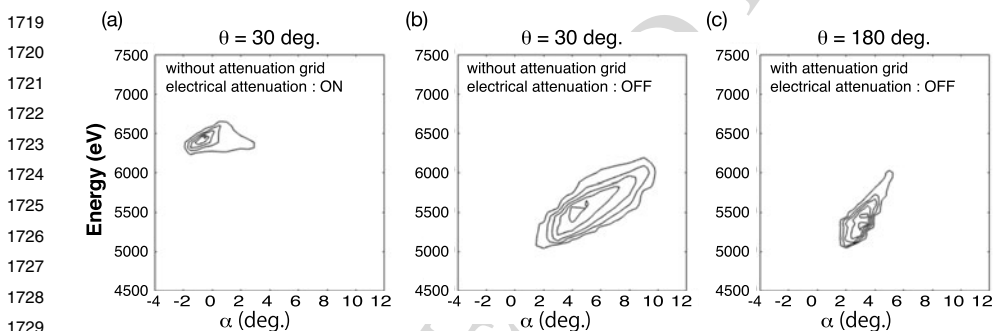 1719
1720
1721
1722
1723
1724
1725
1726
1727
1728
1729
(a)
θ = 30 deg.
without attenuation grid
electrical attenuation : ON
Energy (eV)
7500
7000
6500
6000
5500
5000
4500
-4 -2 0 2 4 6 8 10 12
α (deg.)
(b)
θ = 30 deg.
without attenuation grid
electrical attenuation : OFF
7500
7000
6500
6000
5500
5000
4500
-4 -2 0 2 4 6 8 10 12
α (deg.)
(c)
θ = 180 deg.
with attenuation grid
electrical attenuation : OFF
7500
7000
6500
6000
5500
5000
4500
-4 -2 0 2 4 6 8 10 12
α (deg.)